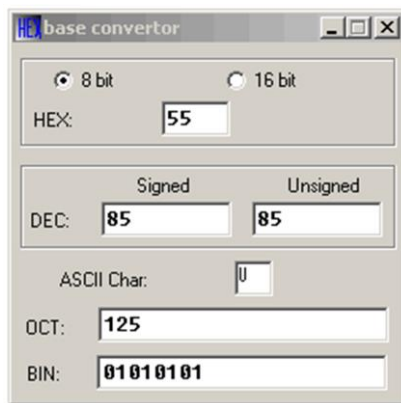 HEX base convertor
8 bit 16 bit
HEX: 55
Signed Unsigned
DEC: 85 85
ASCII Char: U
OCT: 125
BIN: 01010101